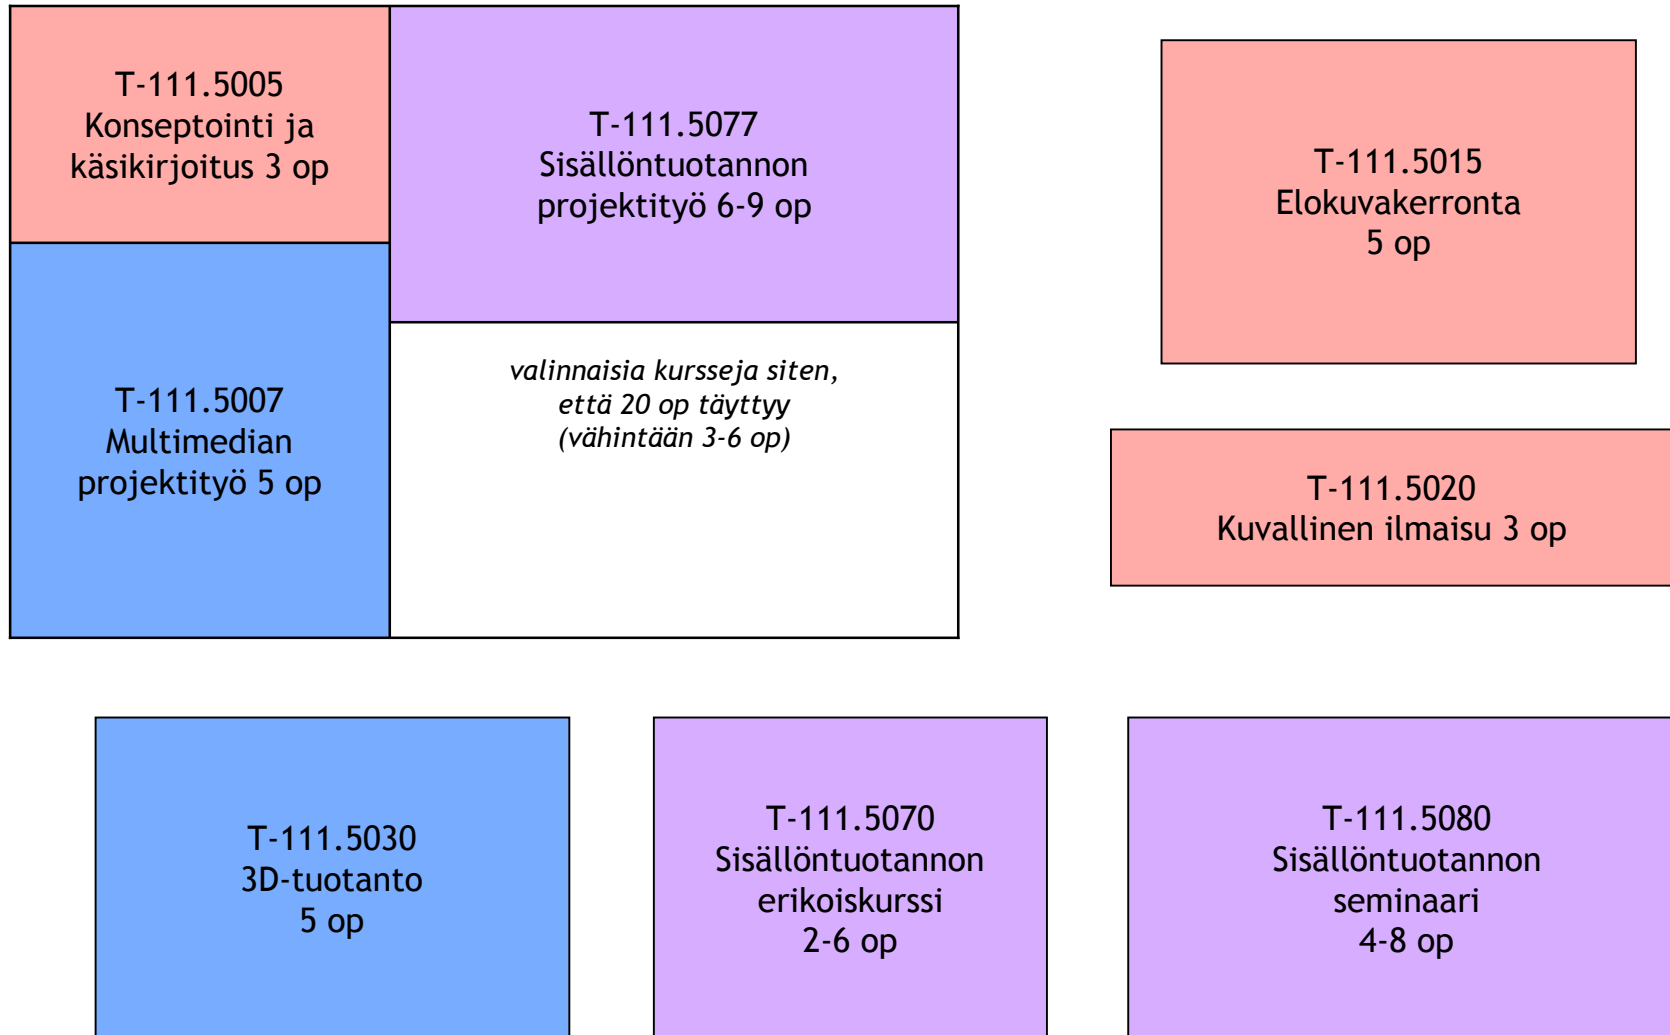 T-111.5005
Konseptointi ja
käsikirjoitus 3 op
T-111.5077
Sisällöntuotannon
projektityö 6-9 op
T-111.5015
Elokuvakerronta
5 op
T-111.5007
Multimedian
projektityö 5 op
valinnaisia kursseja siten,
että 20 op täyttyy
(vähintään 3-6 op)
T-111.5020
Kuvallinen ilmaisu 3 op
T-111.5030
3D-tuotanto
5 op
T-111.5070
Sisällöntuotannon
erikoiskurssi
2-6 op
T-111.5080
Sisällöntuotannon
seminaari
4-8 op